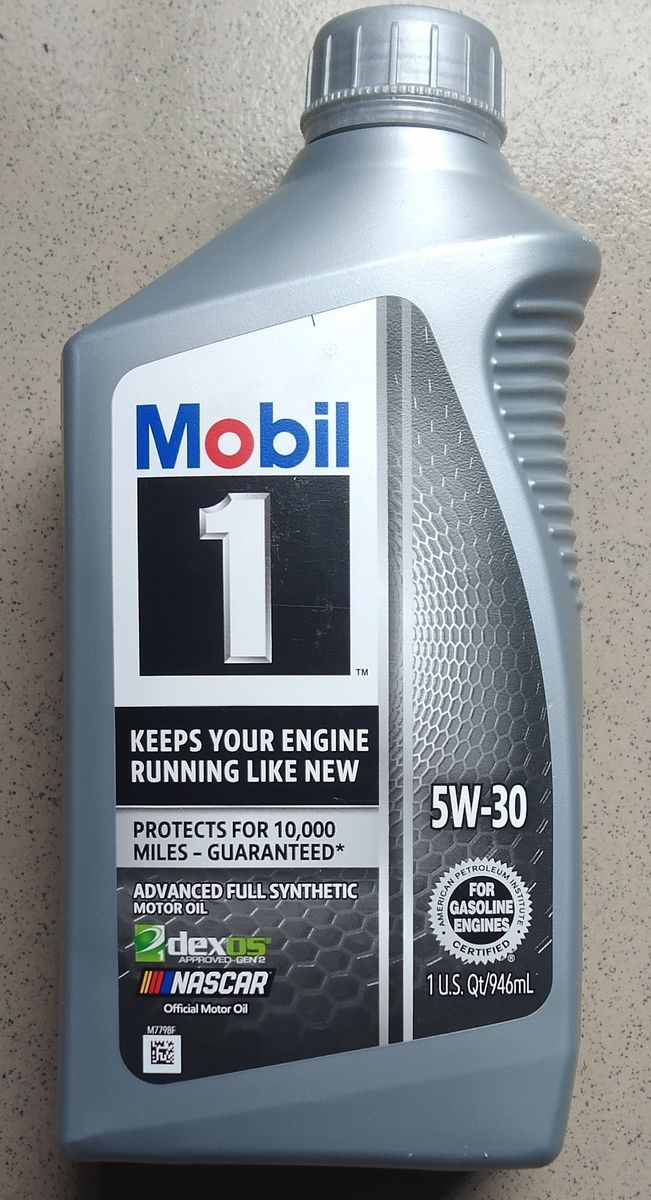 Mobil
1
TM
KEEPS YOUR ENGINE
RUNNING LIKE NEW
PROTECTS FOR 10,000
MILES – GUARANTEED*
ADVANCED FULL SYNTHETIC
MOTOR OIL
1 dexos®
APPROVED-GEN 2
NASCAR
Official Motor Oil
M7798F
5W-30
AMERICAN PETROLEUM INSTITUTE
FOR
GASOLINE
ENGINES
CERTIFIED
®
1 U.S. Qt/946mL